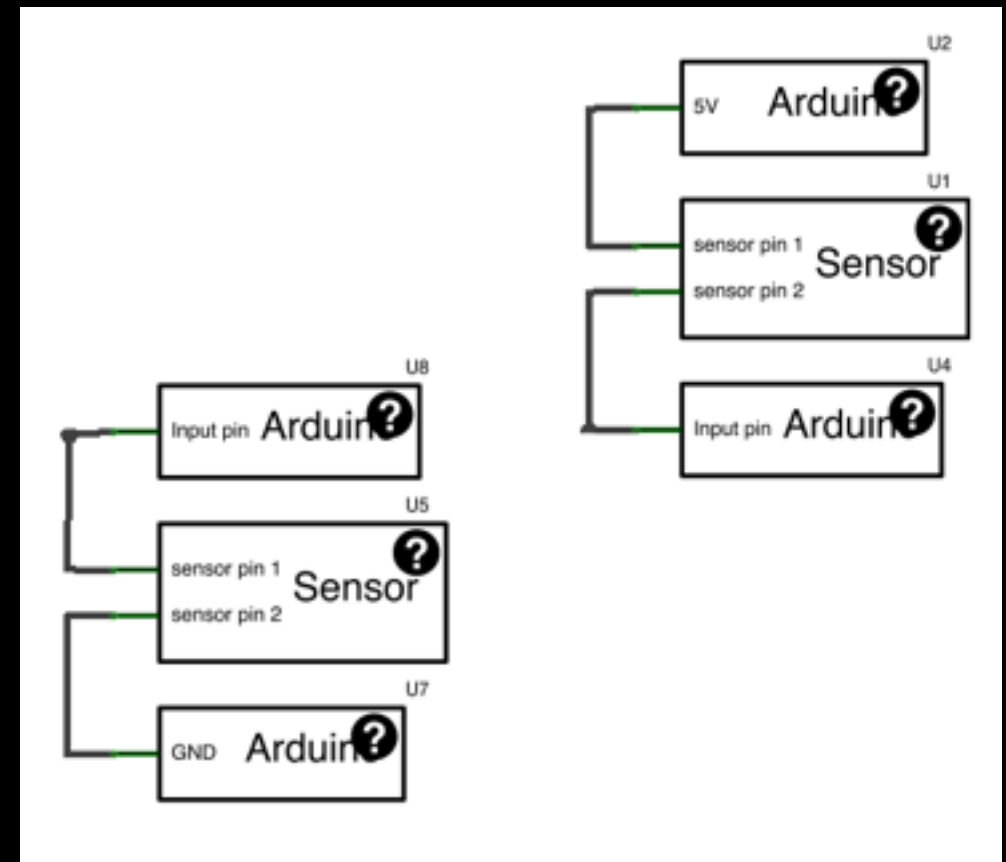 U2
5V Arduin
?
U1
sensor pin 1
Sensor
?
sensor pin 2
U4
Input pin Arduin
?
U8
Input pin Arduin
?
U5
sensor pin 1
Sensor
?
sensor pin 2
U7
GND Arduin
?